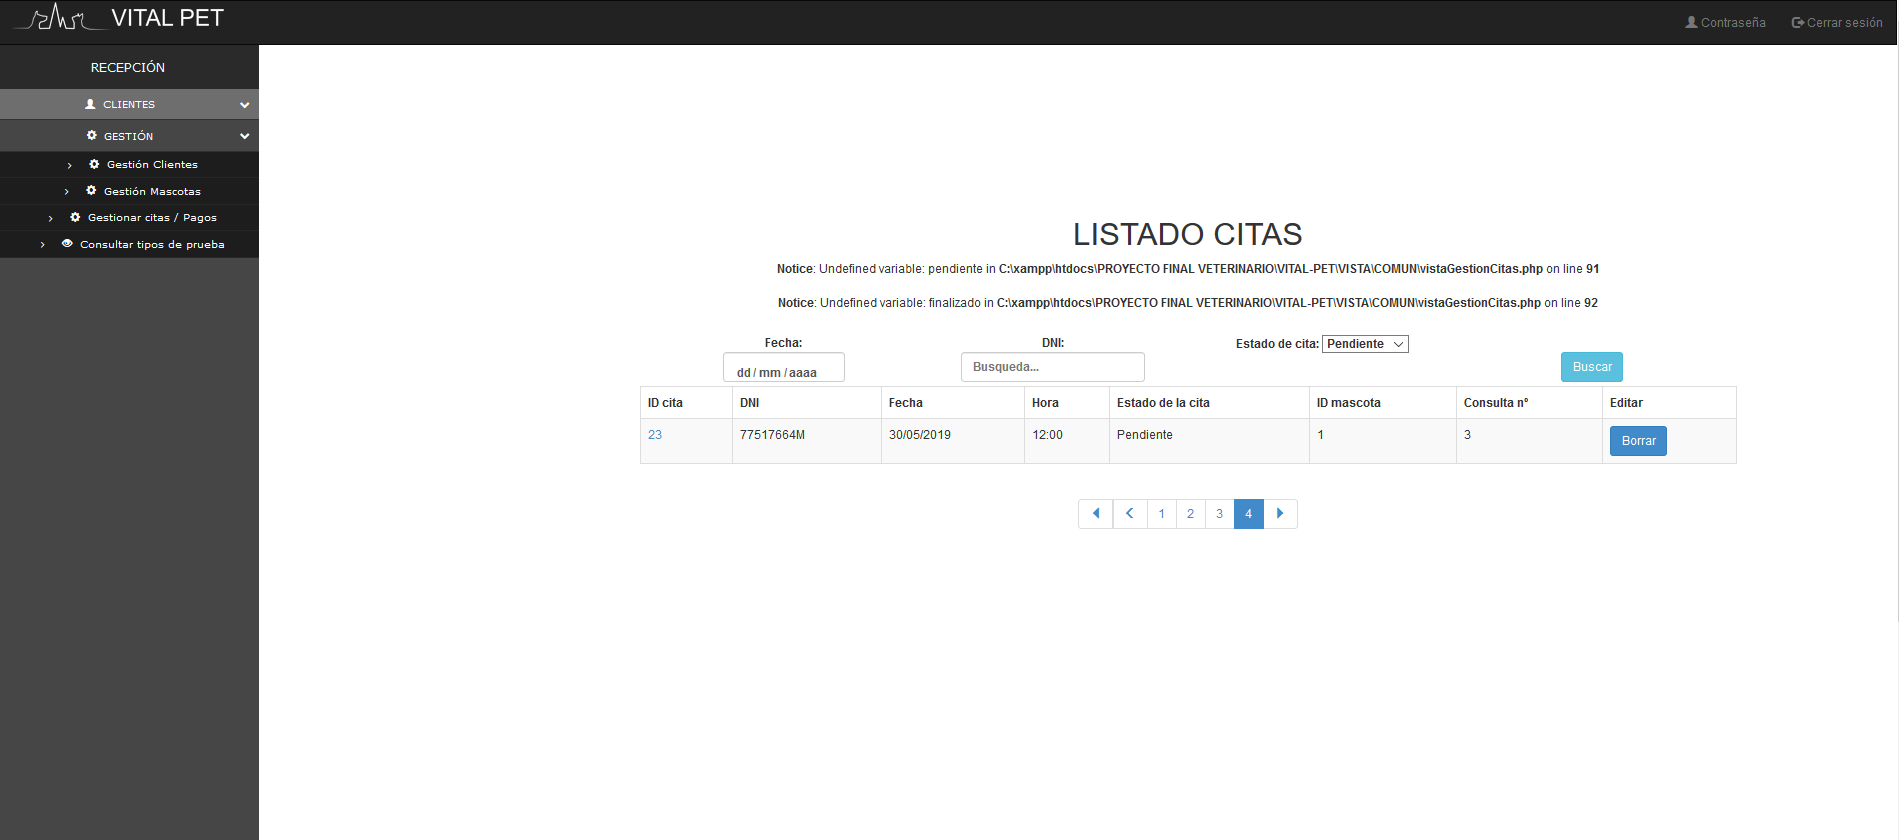 VITAL PET
Contraseña
Cerrar sesión
RECEPCIÓN
CLIENTES
GESTIÓN
Gestión Clientes
Gestión Mascotas
Gestionar citas / Pagos
Consultar tipos de prueba
LISTADO CITAS
Notice: Undefined variable: pendiente in C:\xampp\htdocs\PROYECTO FINAL VETERINARIO\VITAL-PET\VISTA\COMUN\vistaGestionCitas.php on line 91
Notice: Undefined variable: finalizado in C:\xampp\htdocs\PROYECTO FINAL VETERINARIO\VITAL-PET\VISTA\COMUN\vistaGestionCitas.php on line 92
Fecha: DNI: Estado de cita: Pendiente
dd / mm / aaaa Busqueda... Buscar
ID cita DNI Fecha Hora Estado de la cita ID mascota Consulta nº Editar
23 77517664M 30/05/2019 12:00 Pendiente 1 3 Borrar
1 2 3 4